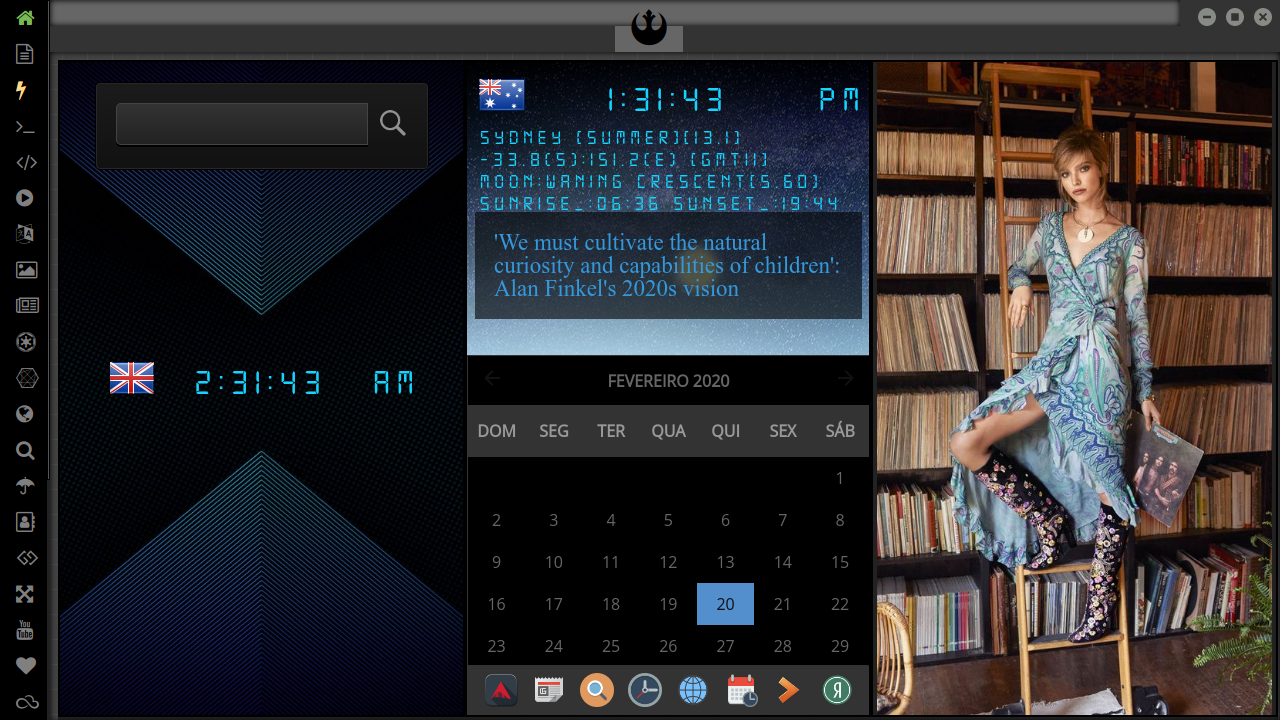 1:31:43 PM
SYDNEY (SUMMER)(13.1)
-33.8(S):151.2(E) (GMT11)
MOON:WANING CRESCENT(5.60)
SUNRISE_:06:36 SUNSET_:19:44
'We must cultivate the natural
curiosity and capabilities of children':
Alan Finkel's 2020s vision
2:31:43 AM
FEVEREIRO 2020
DOM SEG TER QUA QUI SEX SÁB
1
2 3 4 5 6 7 8
9 10 11 12 13 14 15
16 17 18 19 20 21 22
23 24 25 26 27 28 29
You
Tube
Я